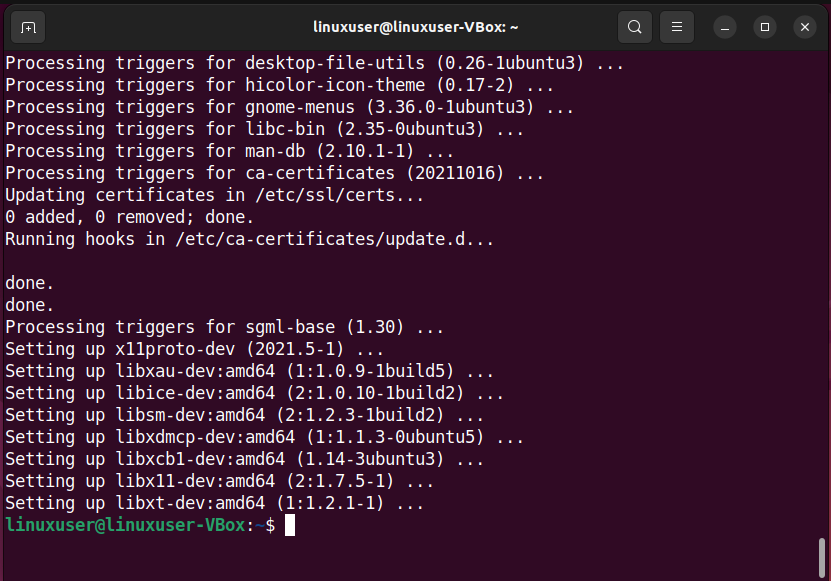 linuxuser@linuxuser-VBox: ~
Processing triggers for desktop-file-utils (0.26-1ubuntu3) ...
Processing triggers for hicolor-icon-theme (0.17-2) ...
Processing triggers for gnome-menus (3.36.0-1ubuntu3) ...
Processing triggers for libc-bin (2.35-0ubuntu3) ...
Processing triggers for man-db (2.10.1-1) ...
Processing triggers for ca-certificates (20211016) ...
Updating certificates in /etc/ssl/certs...
0 added, 0 removed; done.
Running hooks in /etc/ca-certificates/update.d...
done.
done.
Processing triggers for sgml-base (1.30) ...
Setting up x11proto-dev (2021.5-1) ...
Setting up libxau-dev:amd64 (1:1.0.9-1build5) ...
Setting up libice-dev:amd64 (2:1.0.10-1build2) ...
Setting up libsm-dev:amd64 (2:1.2.3-1build2) ...
Setting up libxdmcp-dev:amd64 (1:1.1.3-0ubuntu5) ...
Setting up libxcb1-dev:amd64 (1.14-3ubuntu3) ...
Setting up libx11-dev:amd64 (2:1.7.5-1) ...
Setting up libxt-dev:amd64 (1:1.2.1-1) ...
linuxuser@linuxuser-VBox:~$